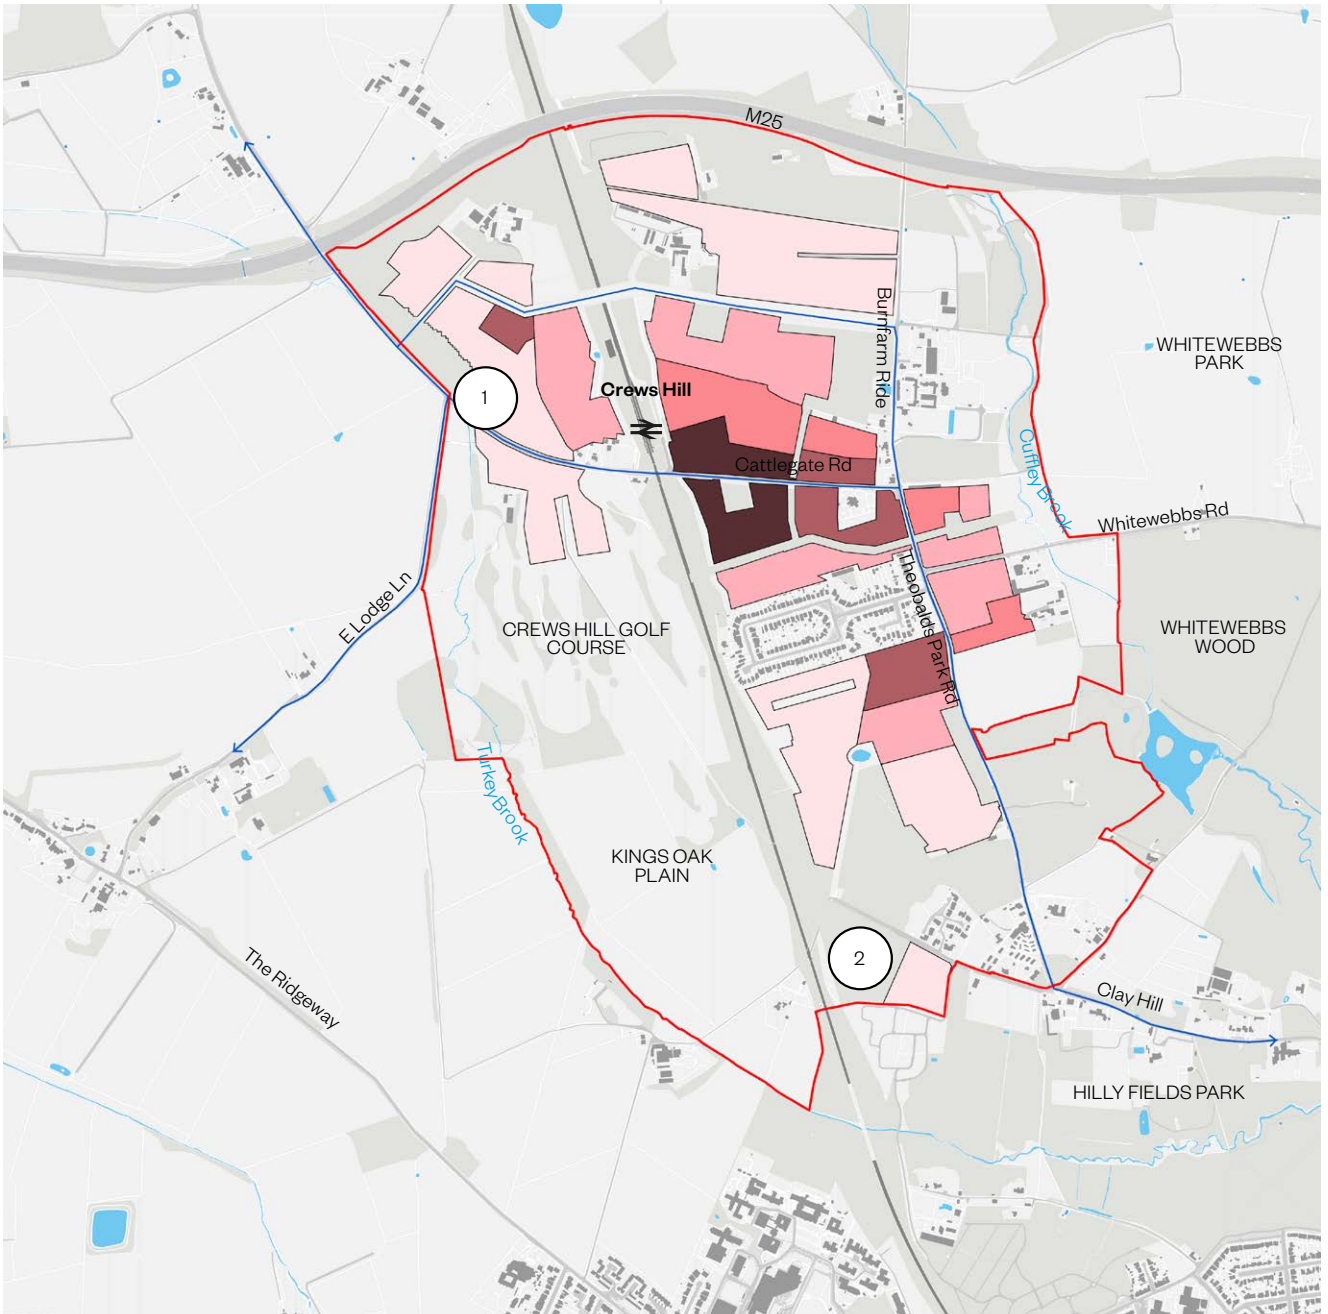 M25
WHITEWEBBS
PARK
Burnfarm Ride
Crews Hill
1
Cattlegate Rd
Cuffley Brook
Whitewebbs Rd
E Lodge Ln
Theobalds Park Rd
CREWS HILL GOLF
COURSE
WHITEWEBBS
WOOD
Turkey Brook
KINGS OAK
PLAIN
2
The Ridgeway
Clay Hill
HILLY FIELDS PARK